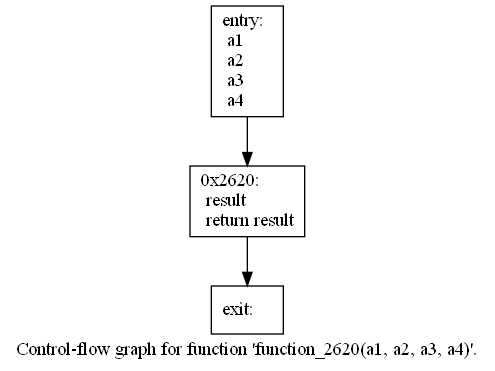 entry:
a1
a2
a3
a4
0x2620:
result
return result
exit:
Control-flow graph for function 'function_2620(a1, a2, a3, a4)'.